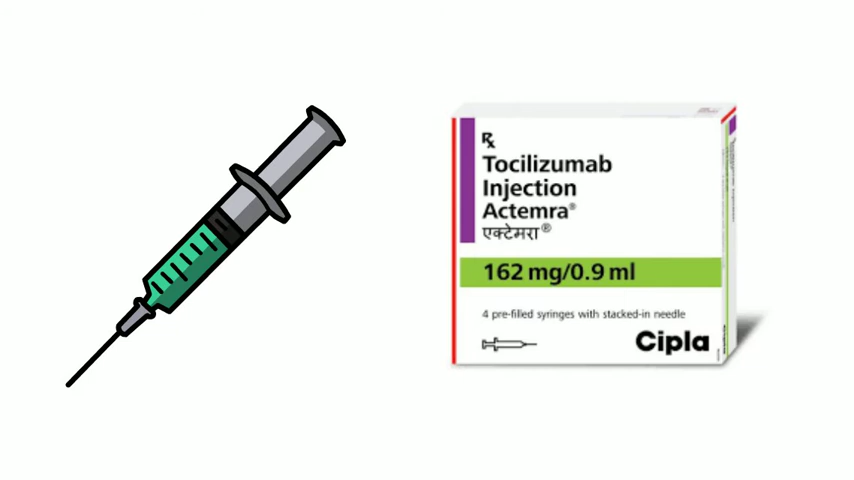 Rx
Tocilizumab
Injection
Actemra®
एक्टेमरा®
162 mg/0.9 ml
4 pre-filled syringes with stacked-in needle
Cipla